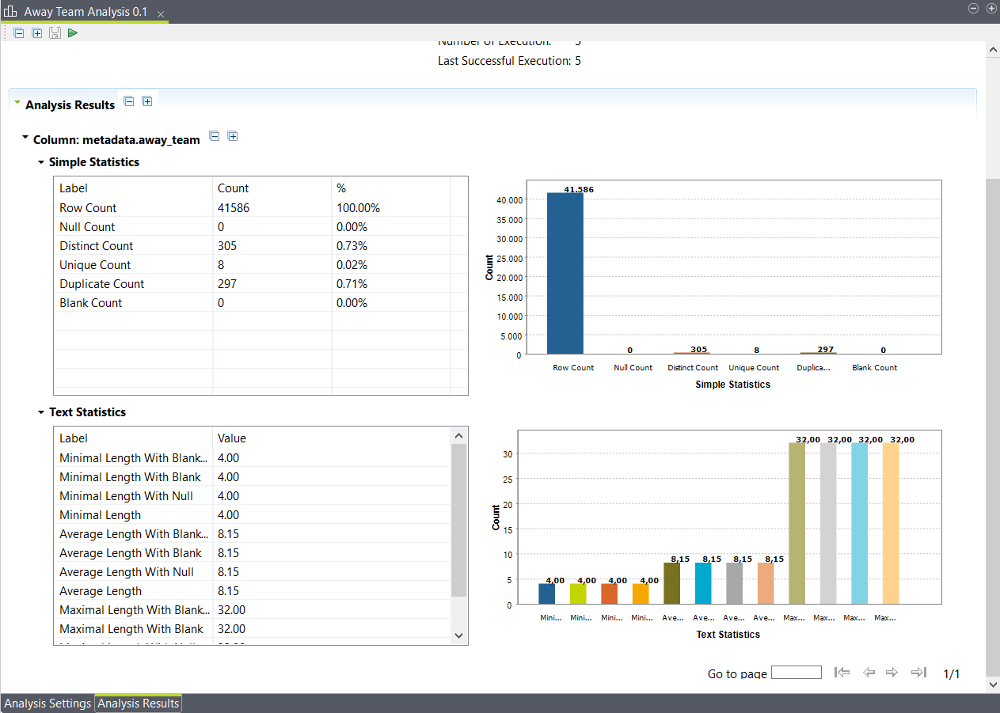 Away Team Analysis 0.1
Number of Execution: 5
Last Successful Execution: 5
Analysis Results
Column: metadata.away_team
Simple Statistics
Label Count %
Row Count 41586 100.00%
Null Count 0 0.00%
Distinct Count 305 0.73%
Unique Count 8 0.02%
Duplicate Count 297 0.71%
Blank Count 0 0.00%
41.586
40.000
35.000
30.000
25.000
20.000
15.000
10.000
5.000
0
Count
0 305 8 297 0
Row Count Null Count Distinct Count Unique Count Duplica... Blank Count
Simple Statistics
Text Statistics
Label Value
Minimal Length With Blank... 4.00
Minimal Length With Blank 4.00
Minimal Length With Null 4.00
Minimal Length 4.00
Average Length With Blank... 8.15
Average Length With Blank 8.15
Average Length With Null 8.15
Average Length 8.15
Maximal Length With Blank... 32.00
Maximal Length With Blank 32.00
32,00 32,00 32,00 32,00
30
25
20
15
10
5
0
Count
8,15 8,15 8,15 8,15
4,00 4,00 4,00 4,00
Mini... Mini... Mini... Mini... Ave... Ave... Ave... Ave... Max... Max... Max... Max...
Text Statistics
Go to page 1/1
Analysis Settings Analysis Results